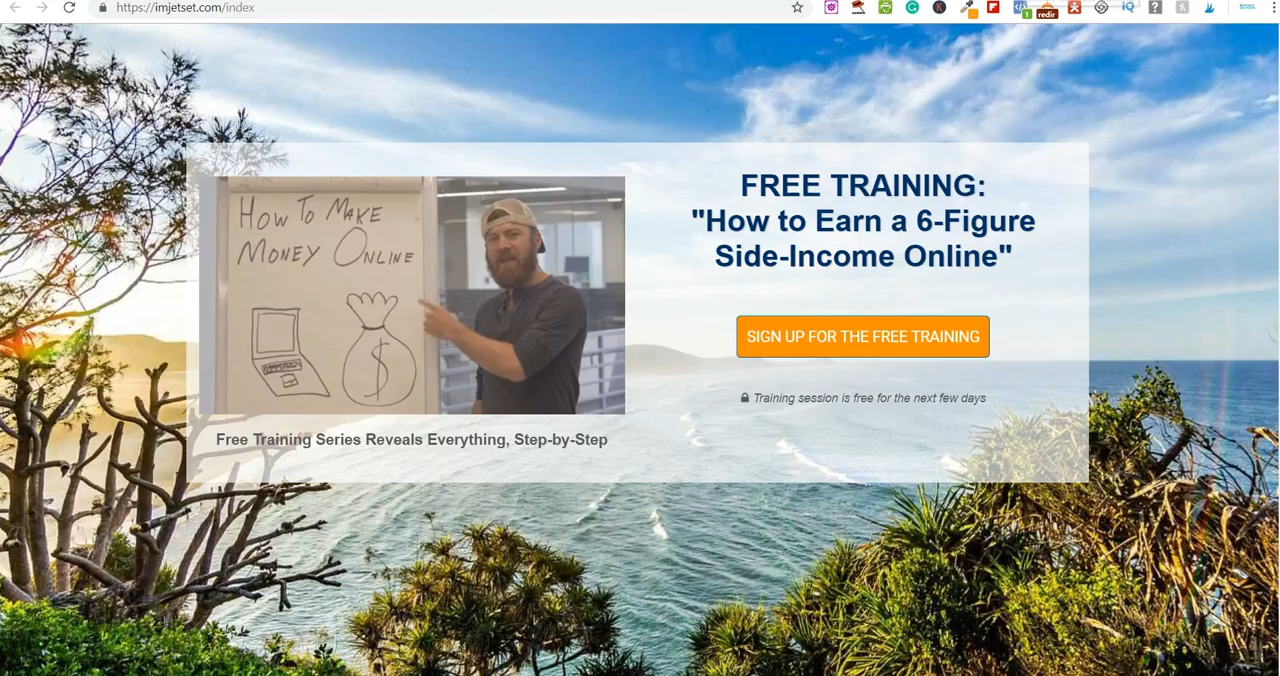 https://imjetset.com/index
1
redir
HOW TO MAKE
MONEY ONLINE
$
Free Training Series Reveals Everything, Step-by-Step
FREE TRAINING:
"How to Earn a 6-Figure
Side-Income Online"
SIGN UP FOR THE FREE TRAINING
Training session is free for the next few days